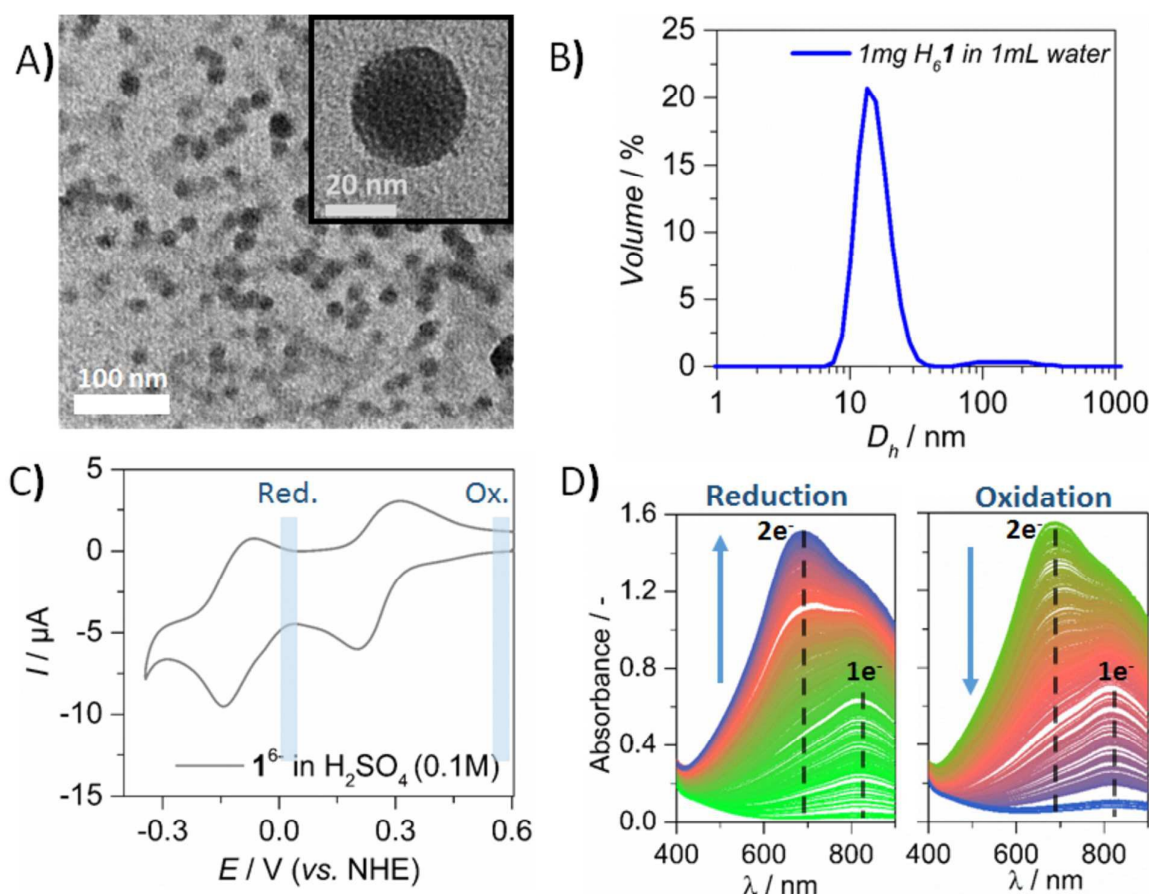 A)
20 nm
100 nm
B)
25
20
15
10
5
0
1mg H₆1 in 1mL water
Volume / %
1
10
100
1000
Dₕ / nm
C)
5
0
-5
-10
-15
Red.
Ox.
1⁶⁻ in H₂SO₄ (0.1M)
I / µA
-0.3
0.0
0.3
0.6
E / V (vs. NHE)
D)
Reduction
Oxidation
1.6
1.2
0.8
0.4
0.0
2e⁻
1e⁻
2e⁻
1e⁻
Absorbance / -
400
600
800
400
600
800
λ / nm
λ / nm